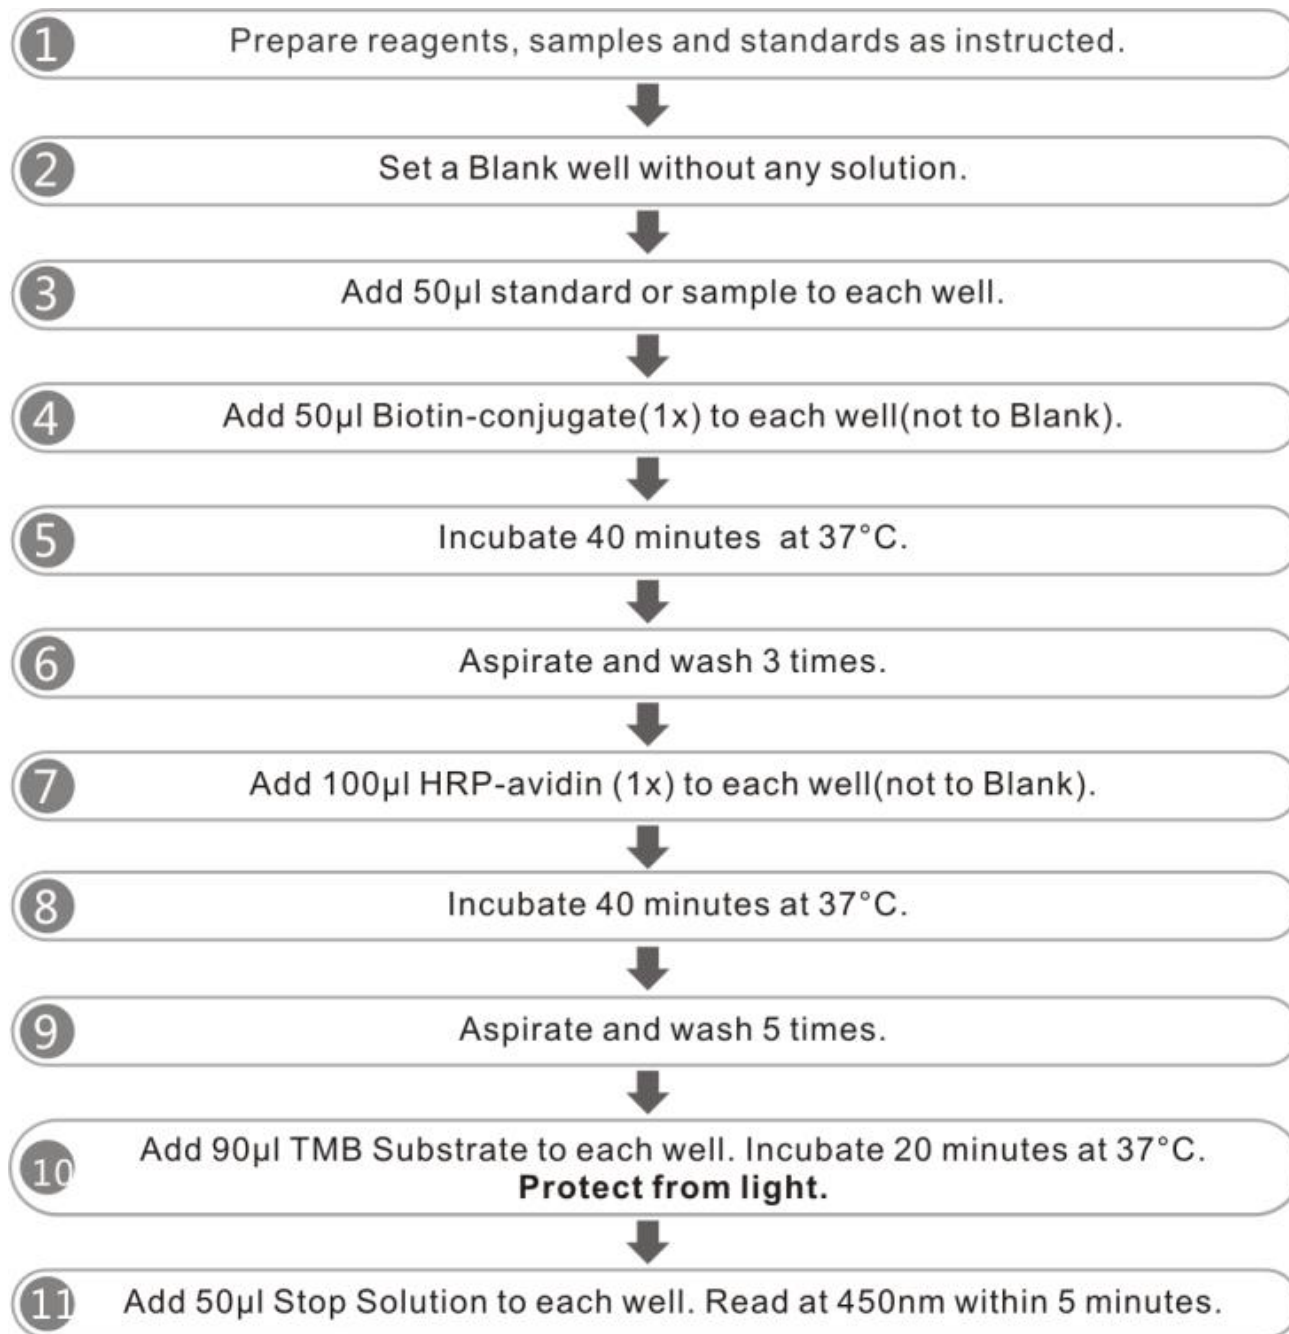 1 Prepare reagents, samples and standards as instructed.
2 Set a Blank well without any solution.
3 Add 50µl standard or sample to each well.
4 Add 50µl Biotin-conjugate(1x) to each well(not to Blank).
5 Incubate 40 minutes  at 37°C.
6 Aspirate and wash 3 times.
7 Add 100µl HRP-avidin (1x) to each well(not to Blank).
8 Incubate 40 minutes at 37°C.
9 Aspirate and wash 5 times.
10 Add 90µl TMB Substrate to each well. Incubate 20 minutes at 37°C.
Protect from light.
11 Add 50µl Stop Solution to each well. Read at 450nm within 5 minutes.